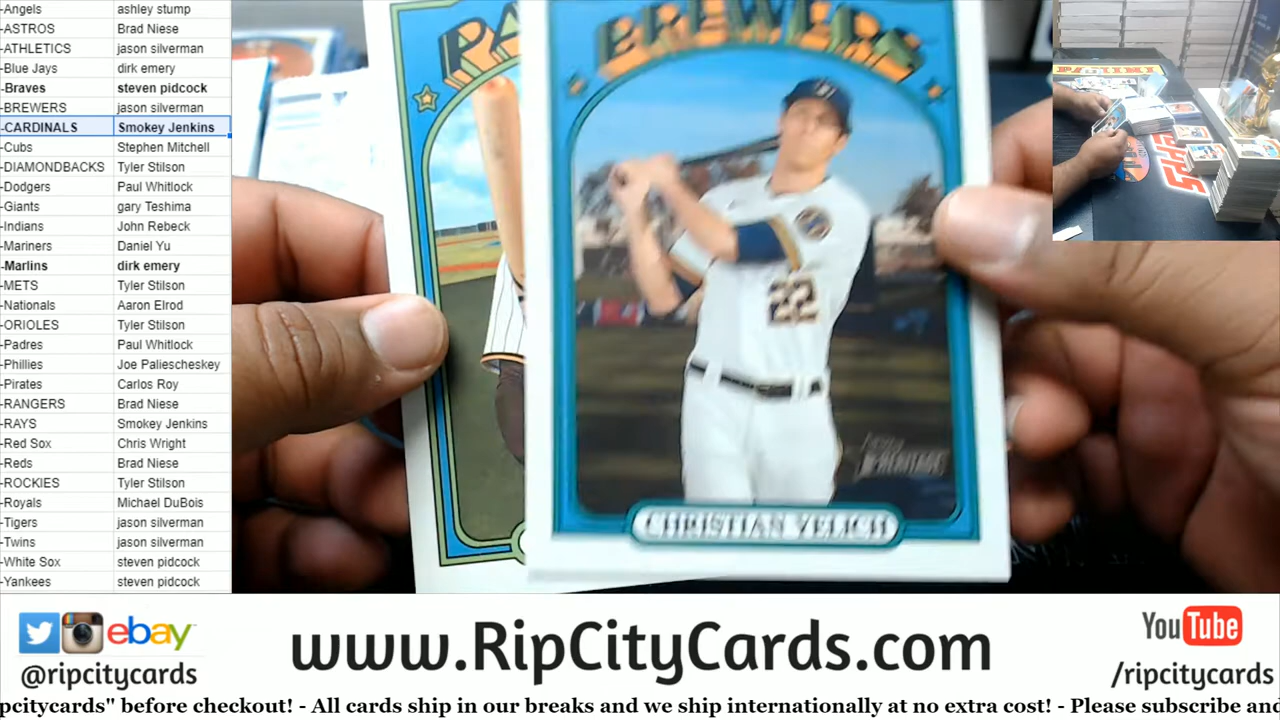 -Angels ashley stump
-ASTROS Brad Niese
-ATHLETICS jason silverman
-Blue Jays dirk emery
-Braves steven pidcock
-BREWERS jason silverman
-CARDINALS Smokey Jenkins
-Cubs Stephen Mitchell
-DIAMONDBACKS Tyler Stilson
-Dodgers Paul Whitlock
-Giants gary Teshima
-Indians John Rebeck
-Mariners Daniel Yu
-Marlins dirk emery
-METS Tyler Stilson
-Nationals Aaron Elrod
-ORIOLES Tyler Stilson
-Padres Paul Whitlock
-Phillies Joe Paliescheskey
-Pirates Carlos Roy
-RANGERS Brad Niese
-RAYS Smokey Jenkins
-Red Sox Chris Wright
-Reds Brad Niese
-ROCKIES Tyler Stilson
-Royals Michael DuBois
-Tigers jason silverman
-Twins jason silverman
-White Sox steven pidcock
-Yankees steven pidcock
PA
BREWERS
22
HERITAGE
CHRISTIAN YELICH
PANINI
ebay
@ripcitycards
www.RipCityCards.com
YouTube
/ripcitycards
pcitycards" before checkout! - All cards ship in our breaks and we ship internationally at no extra cost! - Please subscribe and